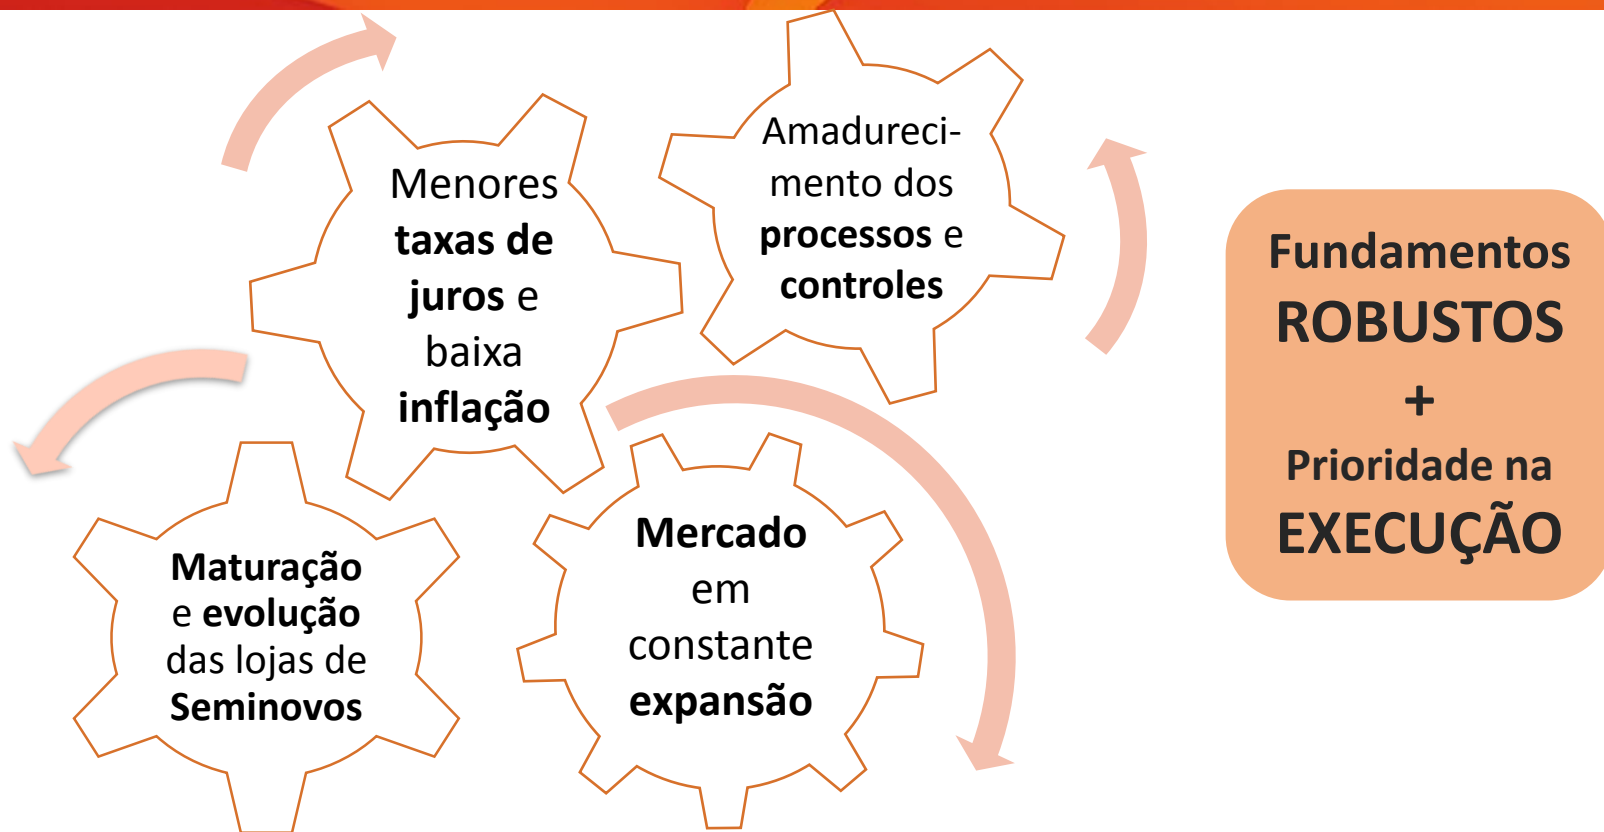 Menores
taxas de
juros e
baixa
inflação
Amadureci-
mento dos
processos e
controles
Maturação
e evolução
das lojas de
Seminovos
Mercado
em
constante
expansão
Fundamentos
ROBUSTOS
+
Prioridade na
EXECUÇÃO